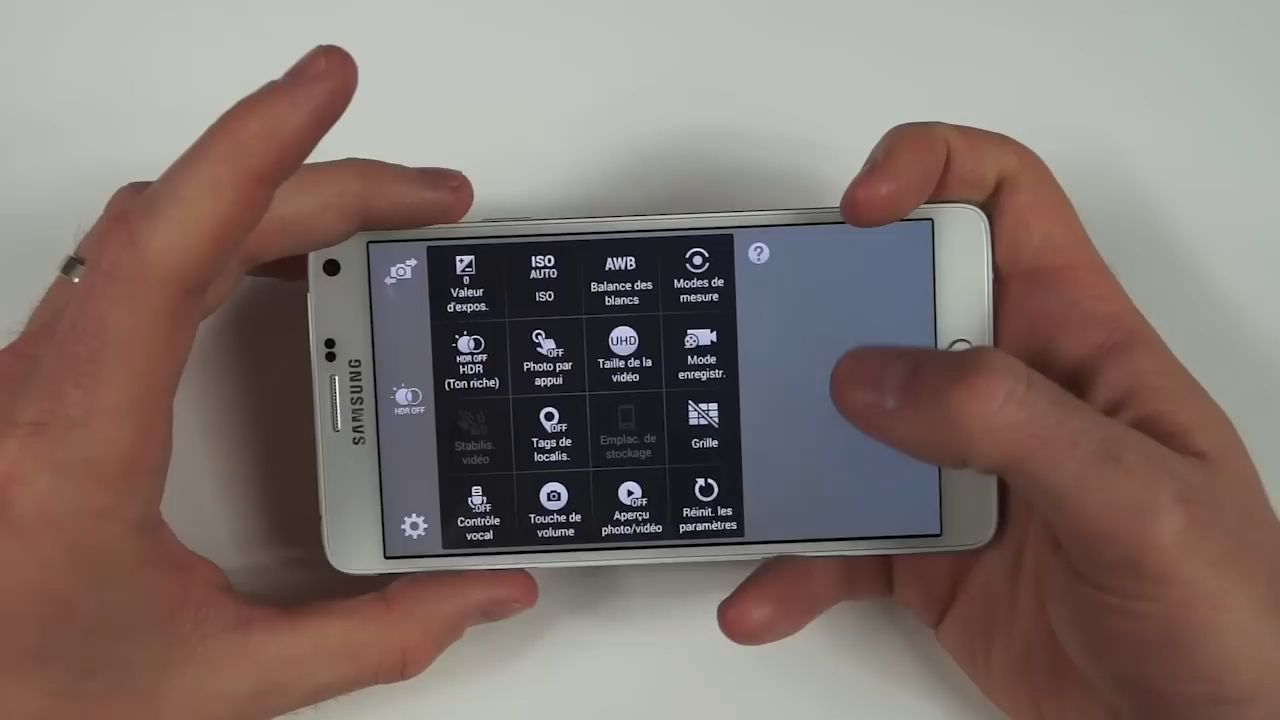 SAMSUNG
HDR OFF
0
Valeur
d'expos.
ISO
AUTO
ISO
AWB
Balance des
blancs
Modes de
mesure
HDR OFF
HDR
(Ton riche)
OFF
Photo par
appui
UHD
Taille de la
vidéo
Mode
enregistr.
Stabilis.
vidéo
OFF
Tags de
localis.
Emplac. de
stockage
Grille
OFF
Contrôle
vocal
Touche de
volume
OFF
Aperçu
photo/vidéo
Réinit. les
paramètres
?